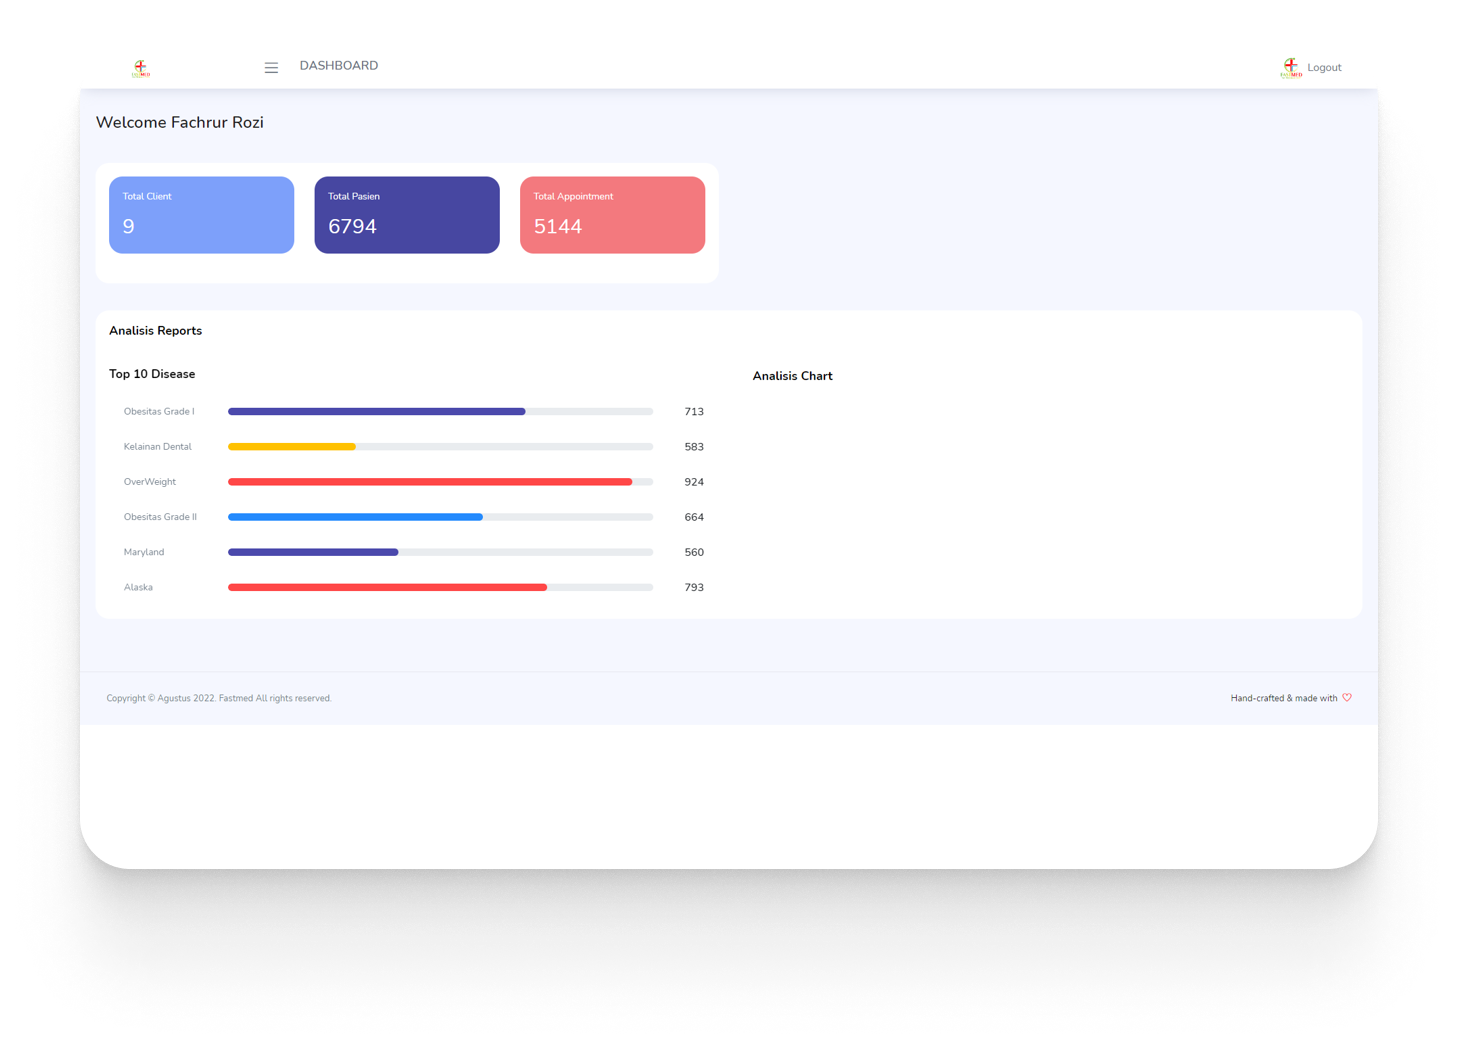 FASTMED
DASHBOARD
FASTMED
Logout
Welcome Fachrur Rozi
Total Client
9
Total Pasien
6794
Total Appointment
5144
Analisis Reports
Top 10 Disease
Analisis Chart
Obesitas Grade I 713
Kelainan Dental 583
OverWeight 924
Obesitas Grade II 664
Maryland 560
Alaska 793
Copyright © Agustus 2022. Fastmed All rights reserved.
Hand-crafted & made with